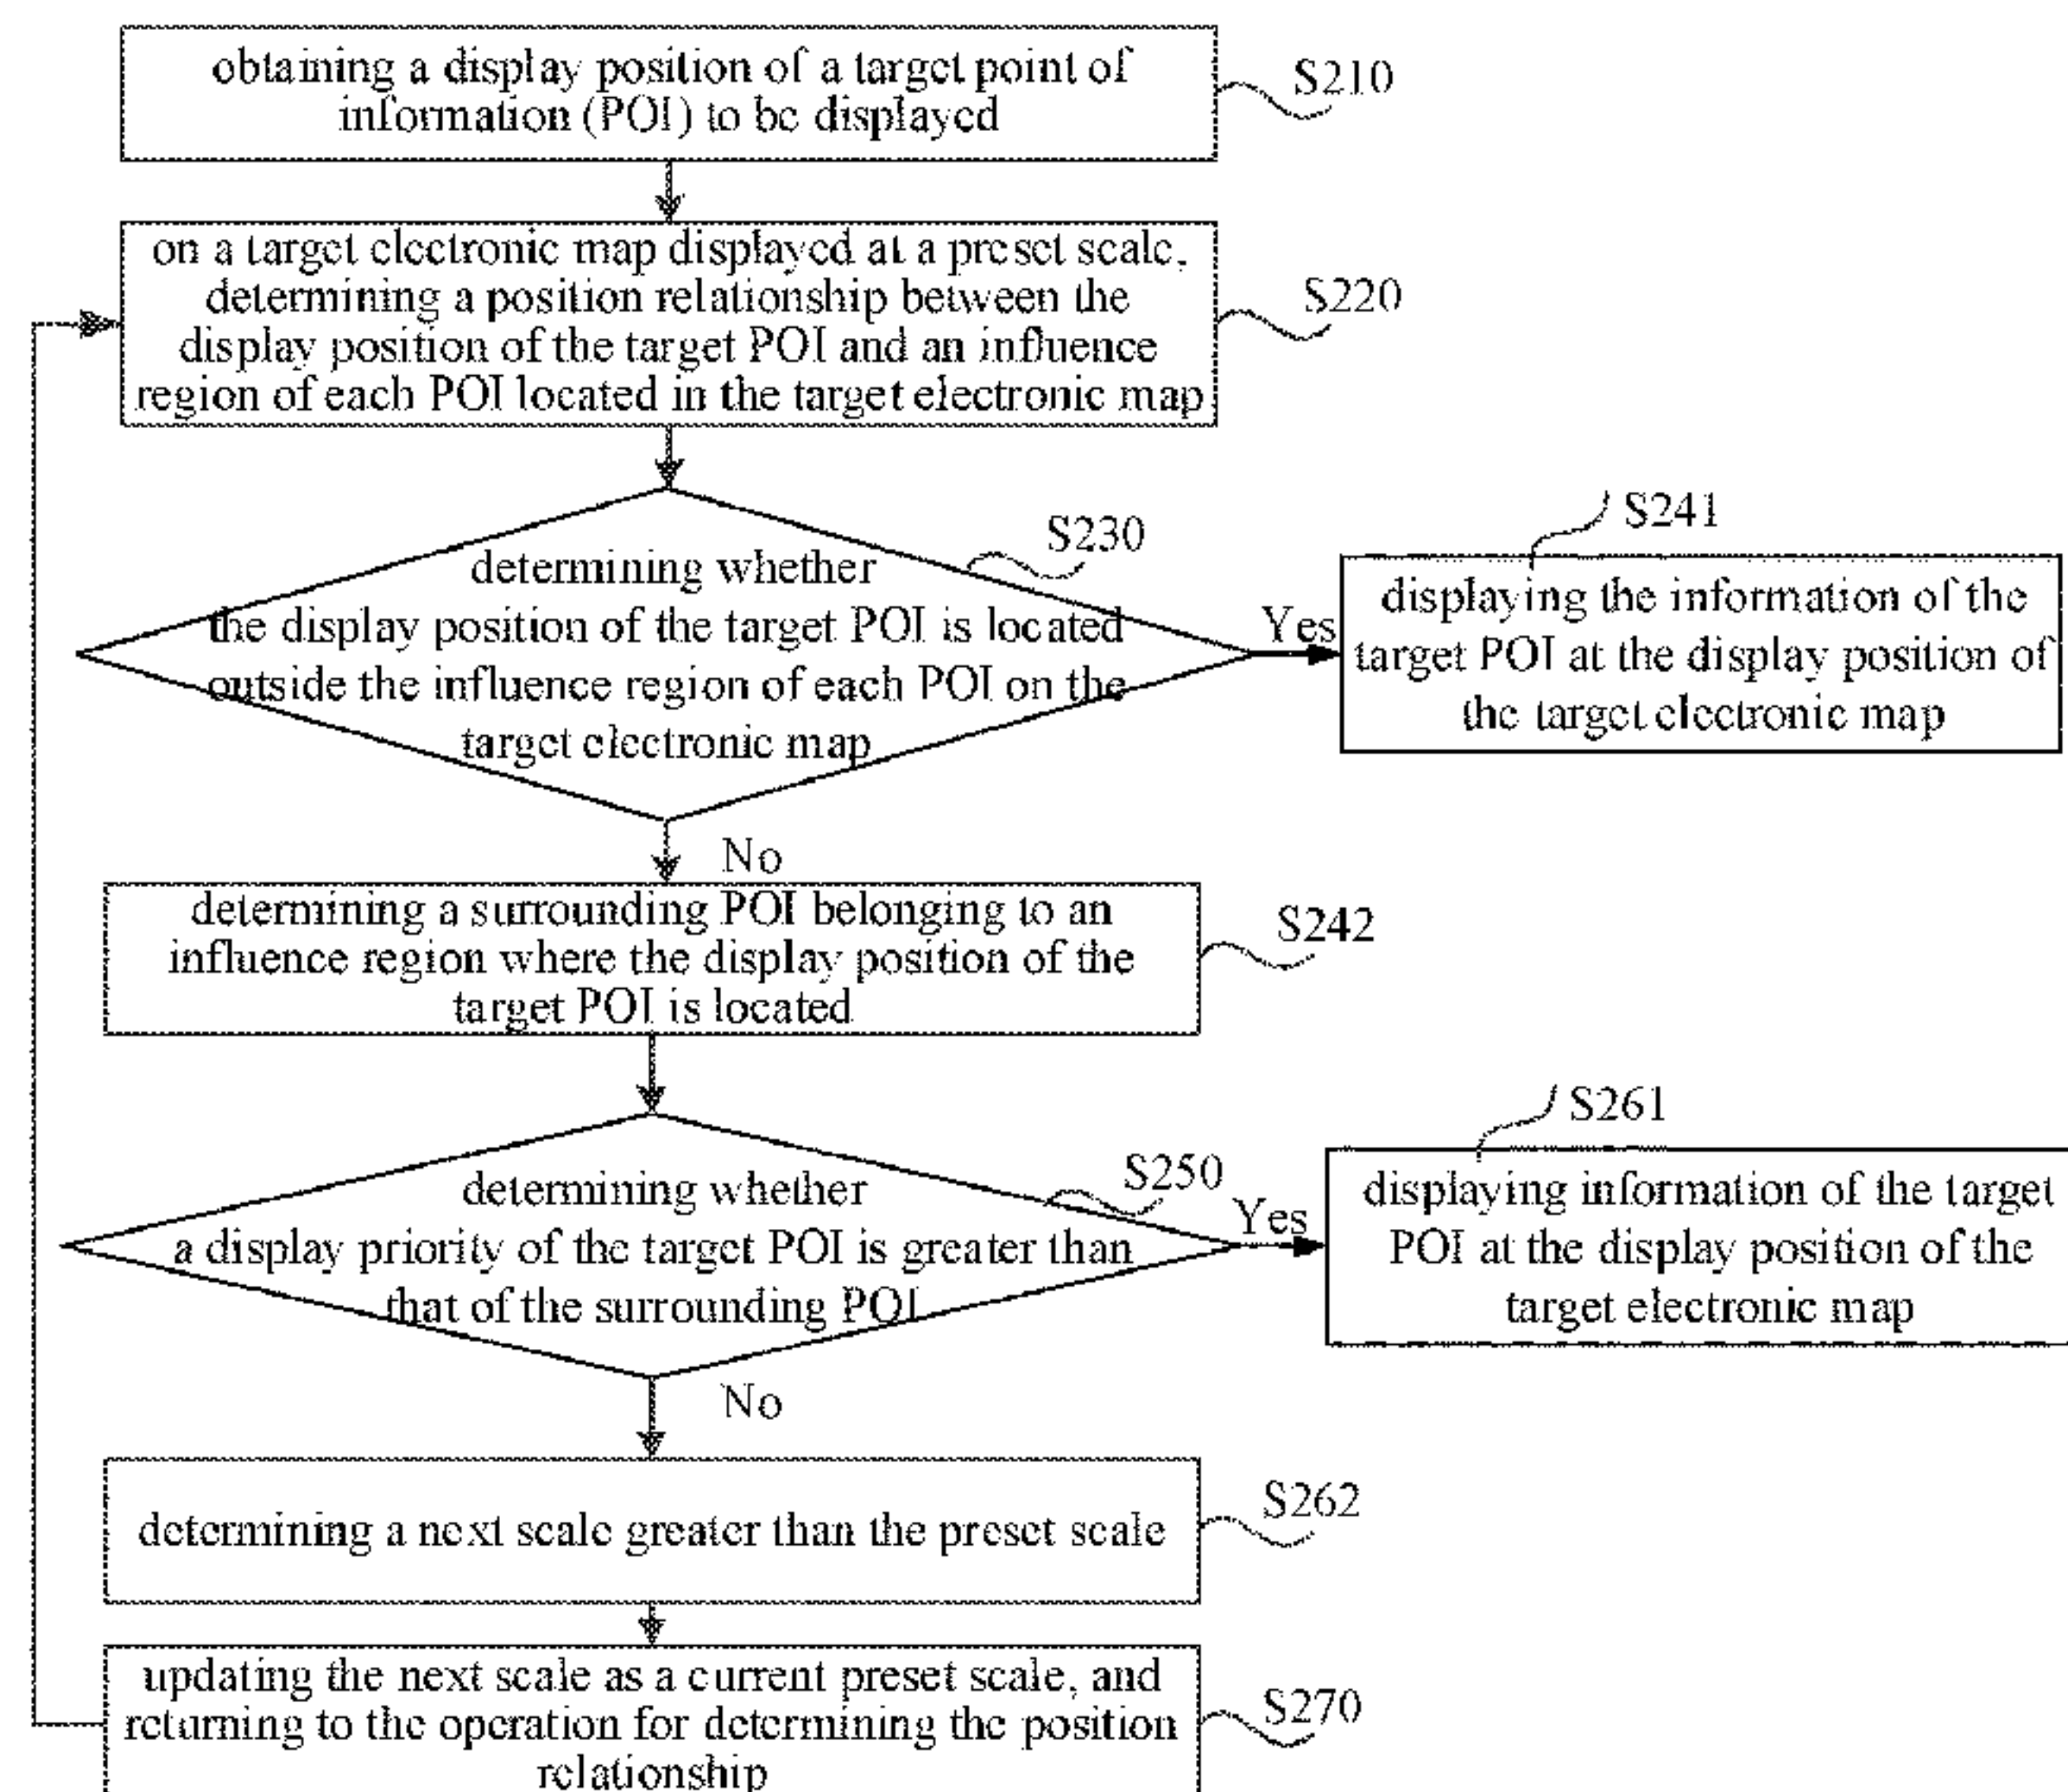 obtaining a display position of a target point of
information (POI) to be displayed
S210
on a target electronic map displayed at a preset scale,
determining a position relationship between the
display position of the target POI and an influence
region of each POI located in the target electronic map
S220
determining whether
the display position of the target POI is located
outside the influence region of each POI on the
target electronic map
S230
Yes
S241
displaying the information of the
target POI at the display position of
the target electronic map
No
determining a surrounding POI belonging to an
influence region where the display position of the
target POI is located
S242
determining whether
a display priority of the target POI is greater than
that of the surrounding POI
S250
Yes
S261
displaying information of the target
POI at the display position of the
target electronic map
No
determining a next scale greater than the preset scale
S262
updating the next scale as a current preset scale, and
returning to the operation for determining the position
relationship
S270